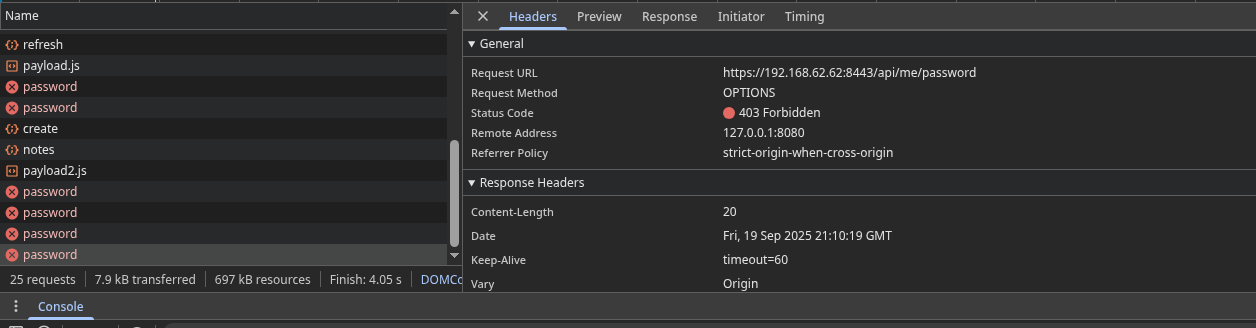 Name
refresh
payload.js
password
password
create
notes
payload2.js
password
password
password
password
25 requests 7.9 kB transferred 697 kB resources Finish: 4.05 s DOMCo
Headers Preview Response Initiator Timing
General
Request URL https://192.168.62.62:8443/api/me/password
Request Method OPTIONS
Status Code 403 Forbidden
Remote Address 127.0.0.1:8080
Referrer Policy strict-origin-when-cross-origin
Response Headers
Content-Length 20
Date Fri, 19 Sep 2025 21:10:19 GMT
Keep-Alive timeout=60
Vary Origin
Console